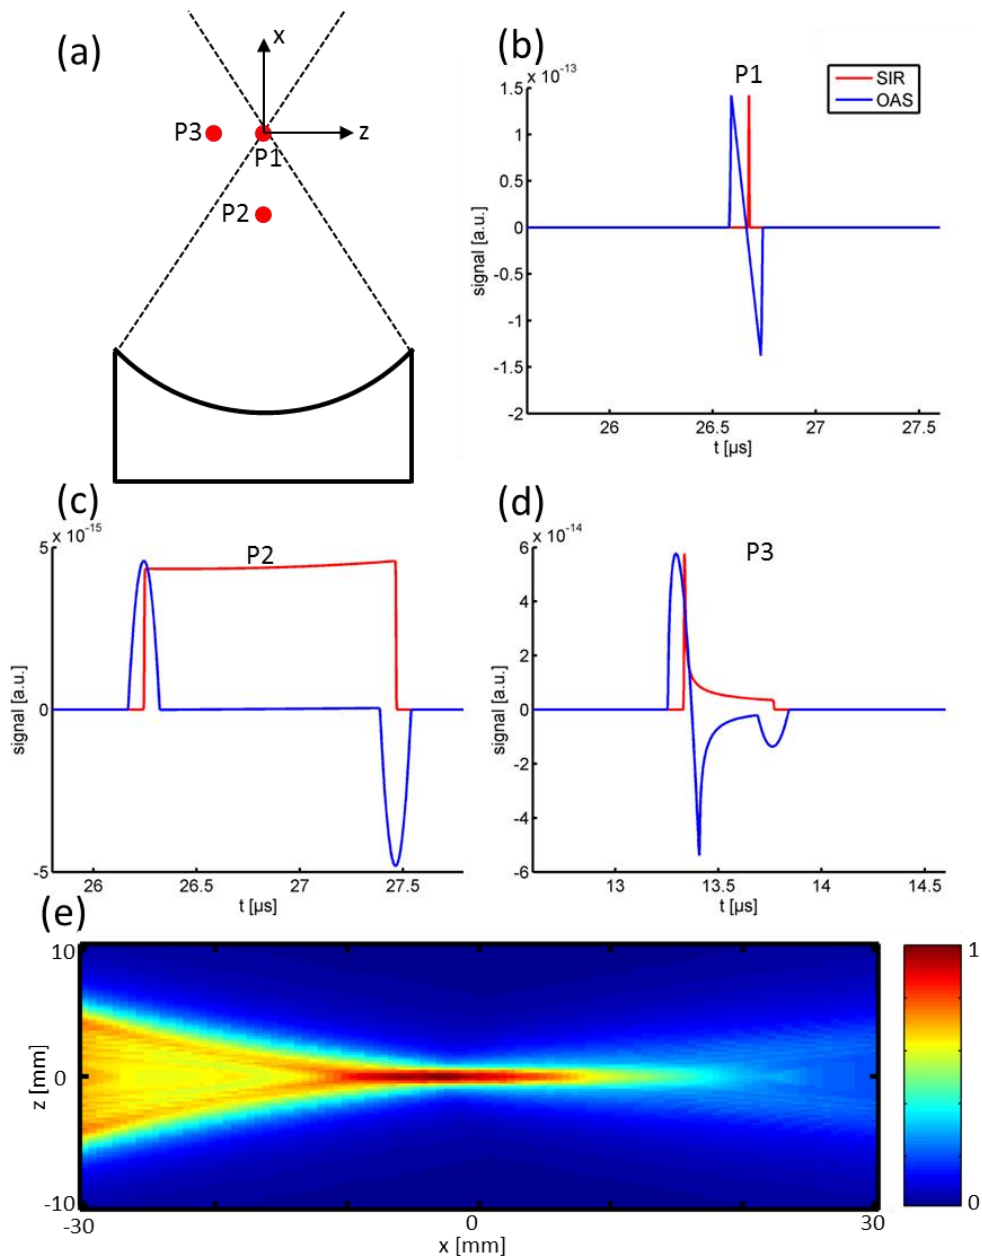 (a)
x
z
P3
P1
P2
(b)
x 10-13
P1
SIR
OAS
1.5
1
0.5
0
-0.5
-1
-1.5
-2
26 26.5 27 27.5
signal [a.u.]
t [µs]
(c)
x 10-15
P2
5
0
-5
26 26.5 27 27.5
signal [a.u.]
t [µs]
(d)
x 10-14
P3
6
4
2
0
-2
-4
-6
13 13.5 14 14.5
signal [a.u.]
t [µs]
(e)
10
0
-10
z [mm]
-30 0 30
x [mm]
1
0